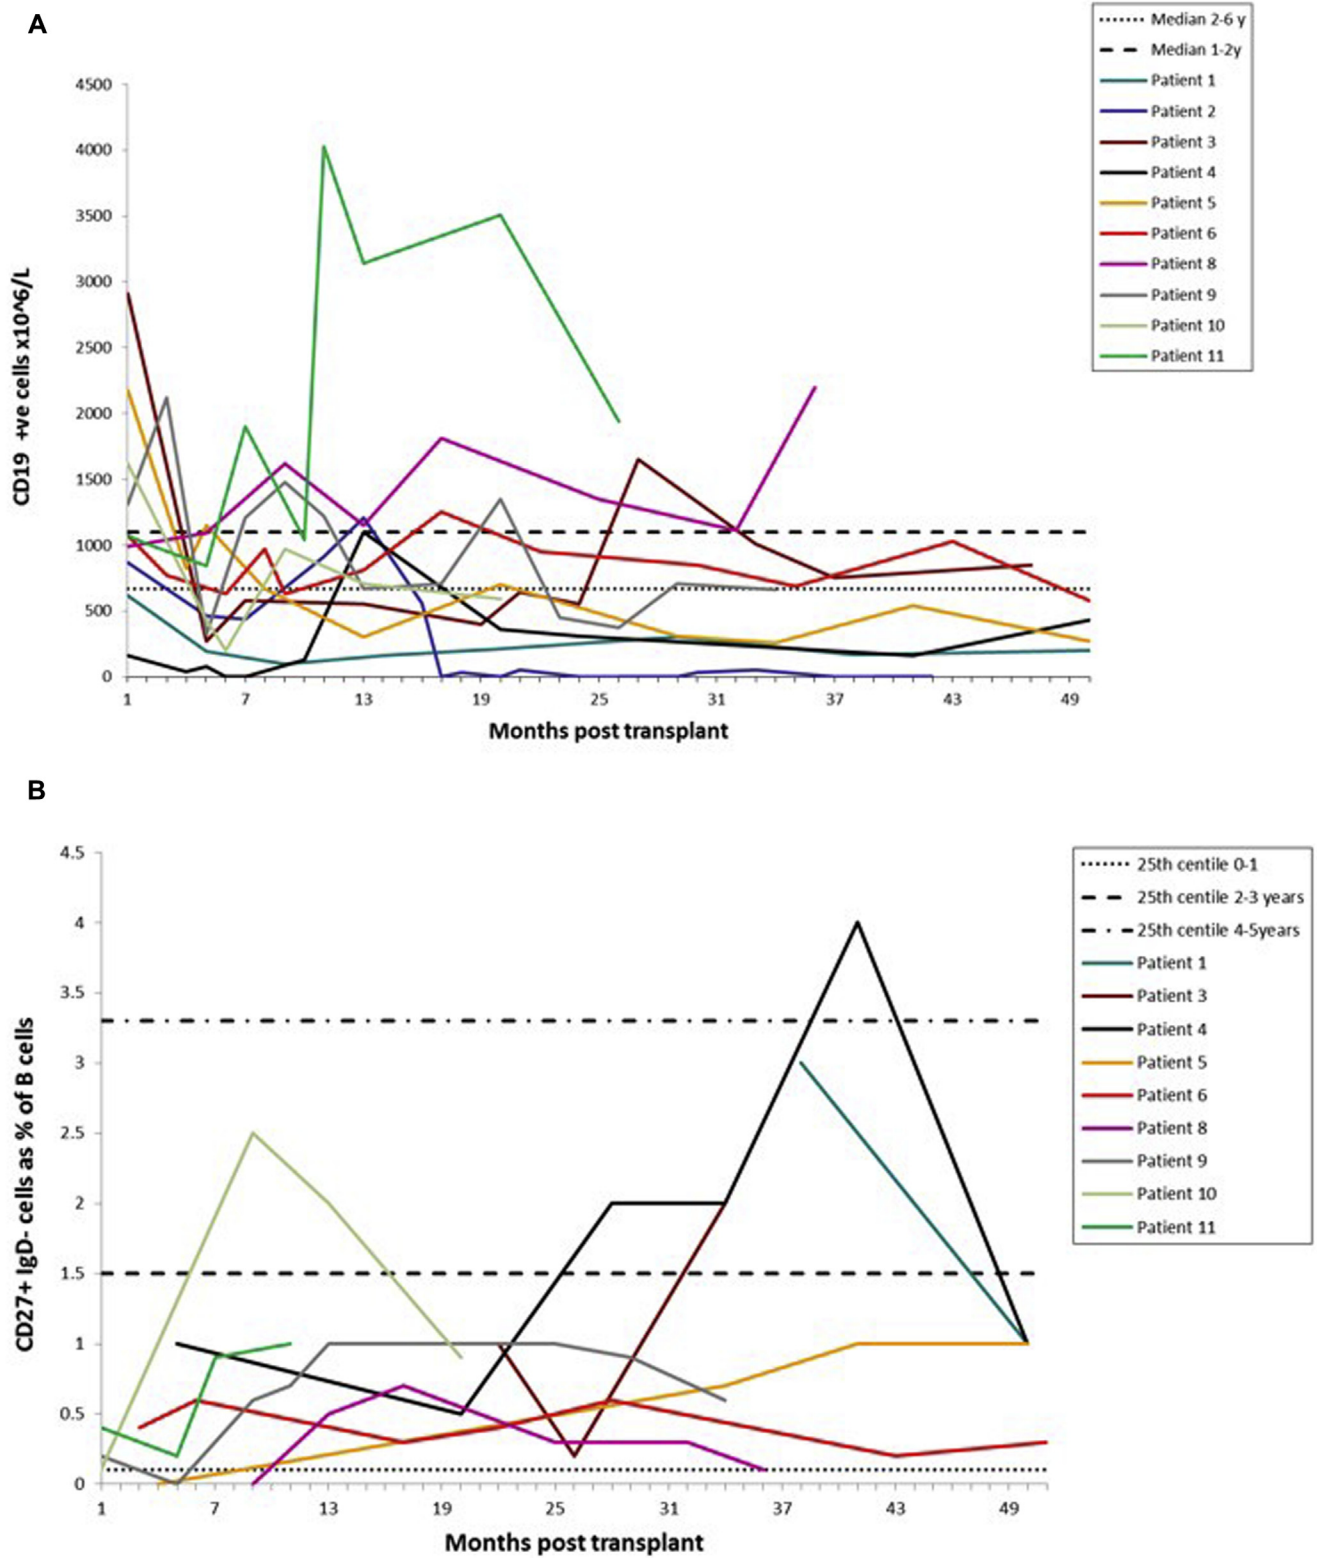 A
Median 2-6 y
Median 1-2y
Patient 1
Patient 2
Patient 3
Patient 4
Patient 5
Patient 6
Patient 8
Patient 9
Patient 10
Patient 11
4500
4000
3500
3000
2500
2000
1500
1000
500
0
CD19 +ve cells x10^6/L
1 7 13 19 25 31 37 43 49
Months post transplant
B
25th centile 0-1
25th centile 2-3 years
25th centile 4-5years
Patient 1
Patient 3
Patient 4
Patient 5
Patient 6
Patient 8
Patient 9
Patient 10
Patient 11
4.5
4
3.5
3
2.5
2
1.5
1
0.5
0
CD27+ IgD- cells as % of B cells
1 7 13 19 25 31 37 43 49
Months post transplant